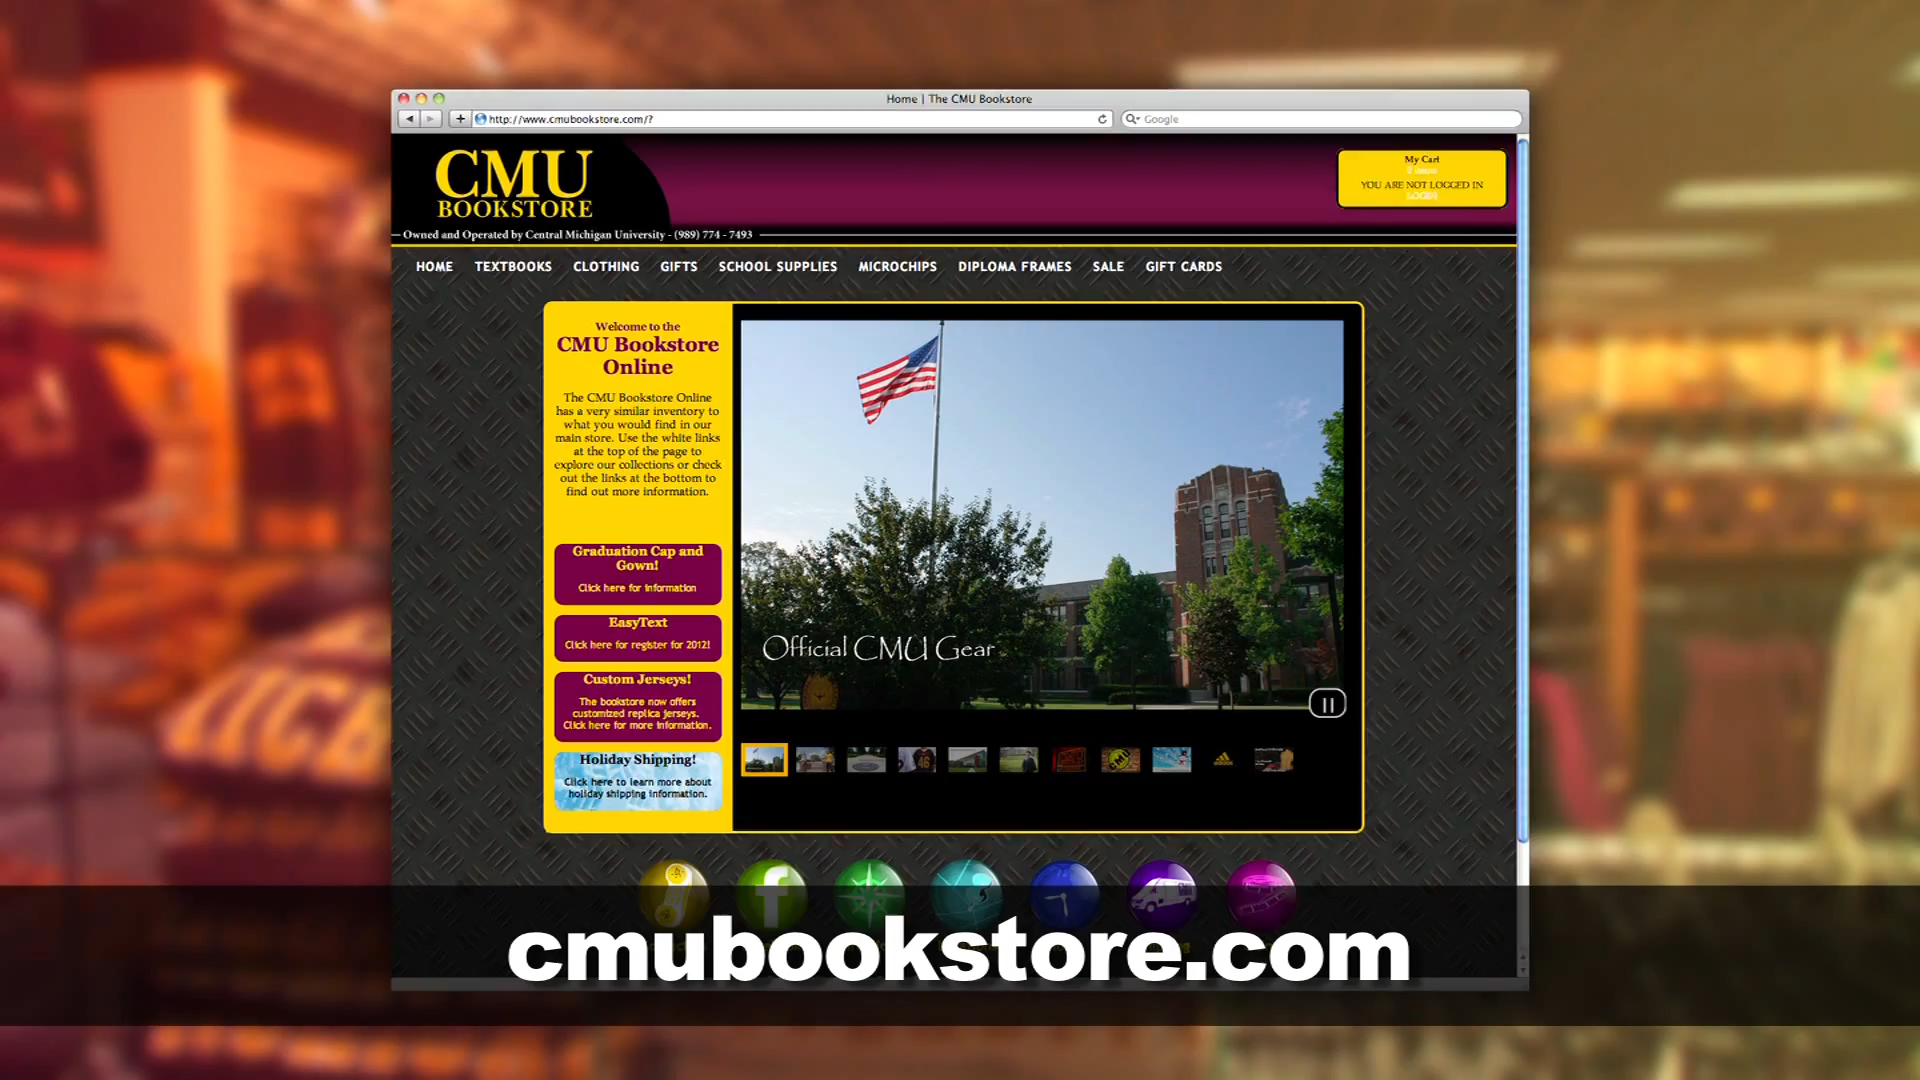 Home | The CMU Bookstore
http://www.cmubookstore.com/?
Google
CMU
BOOKSTORE
My Cart
YOU ARE NOT LOGGED IN
LOGIN
Owned and Operated by Central Michigan University - (989) 774 - 7493
HOME TEXTBOOKS CLOTHING GIFTS SCHOOL SUPPLIES MICROCHIPS DIPLOMA FRAMES SALE GIFT CARDS
Welcome to the
CMU Bookstore
Online
The CMU Bookstore Online
has a very similar inventory to
what you would find in our
main store. Use the white links
at the top of the page to
explore our collections or check
out the links at the bottom to
find out more information.
Graduation Cap and
Gown!
Click here for information
EasyText
Click here for register for 2012!
Custom Jerseys!
The bookstore now offers
customized replica jerseys.
Click here for more information.
Holiday Shipping!
Click here to learn more about
holiday shipping information.
Official CMU Gear
cmubookstore.com